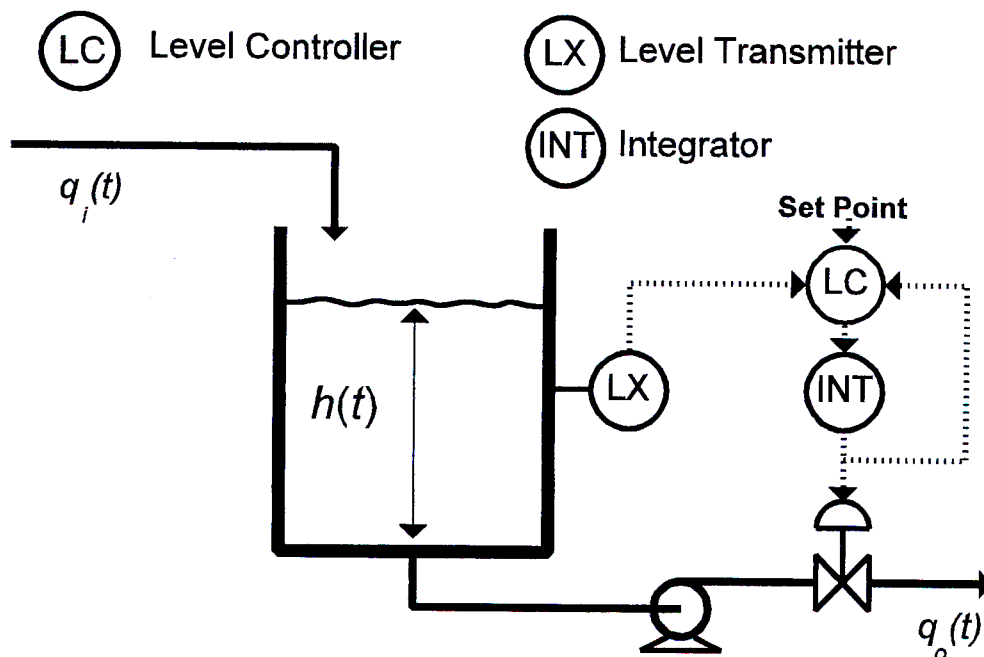 LC Level Controller
LX Level Transmitter
INT Integrator
q_i(t)
Set Point
LC
h(t)
LX
INT
q_o(t)